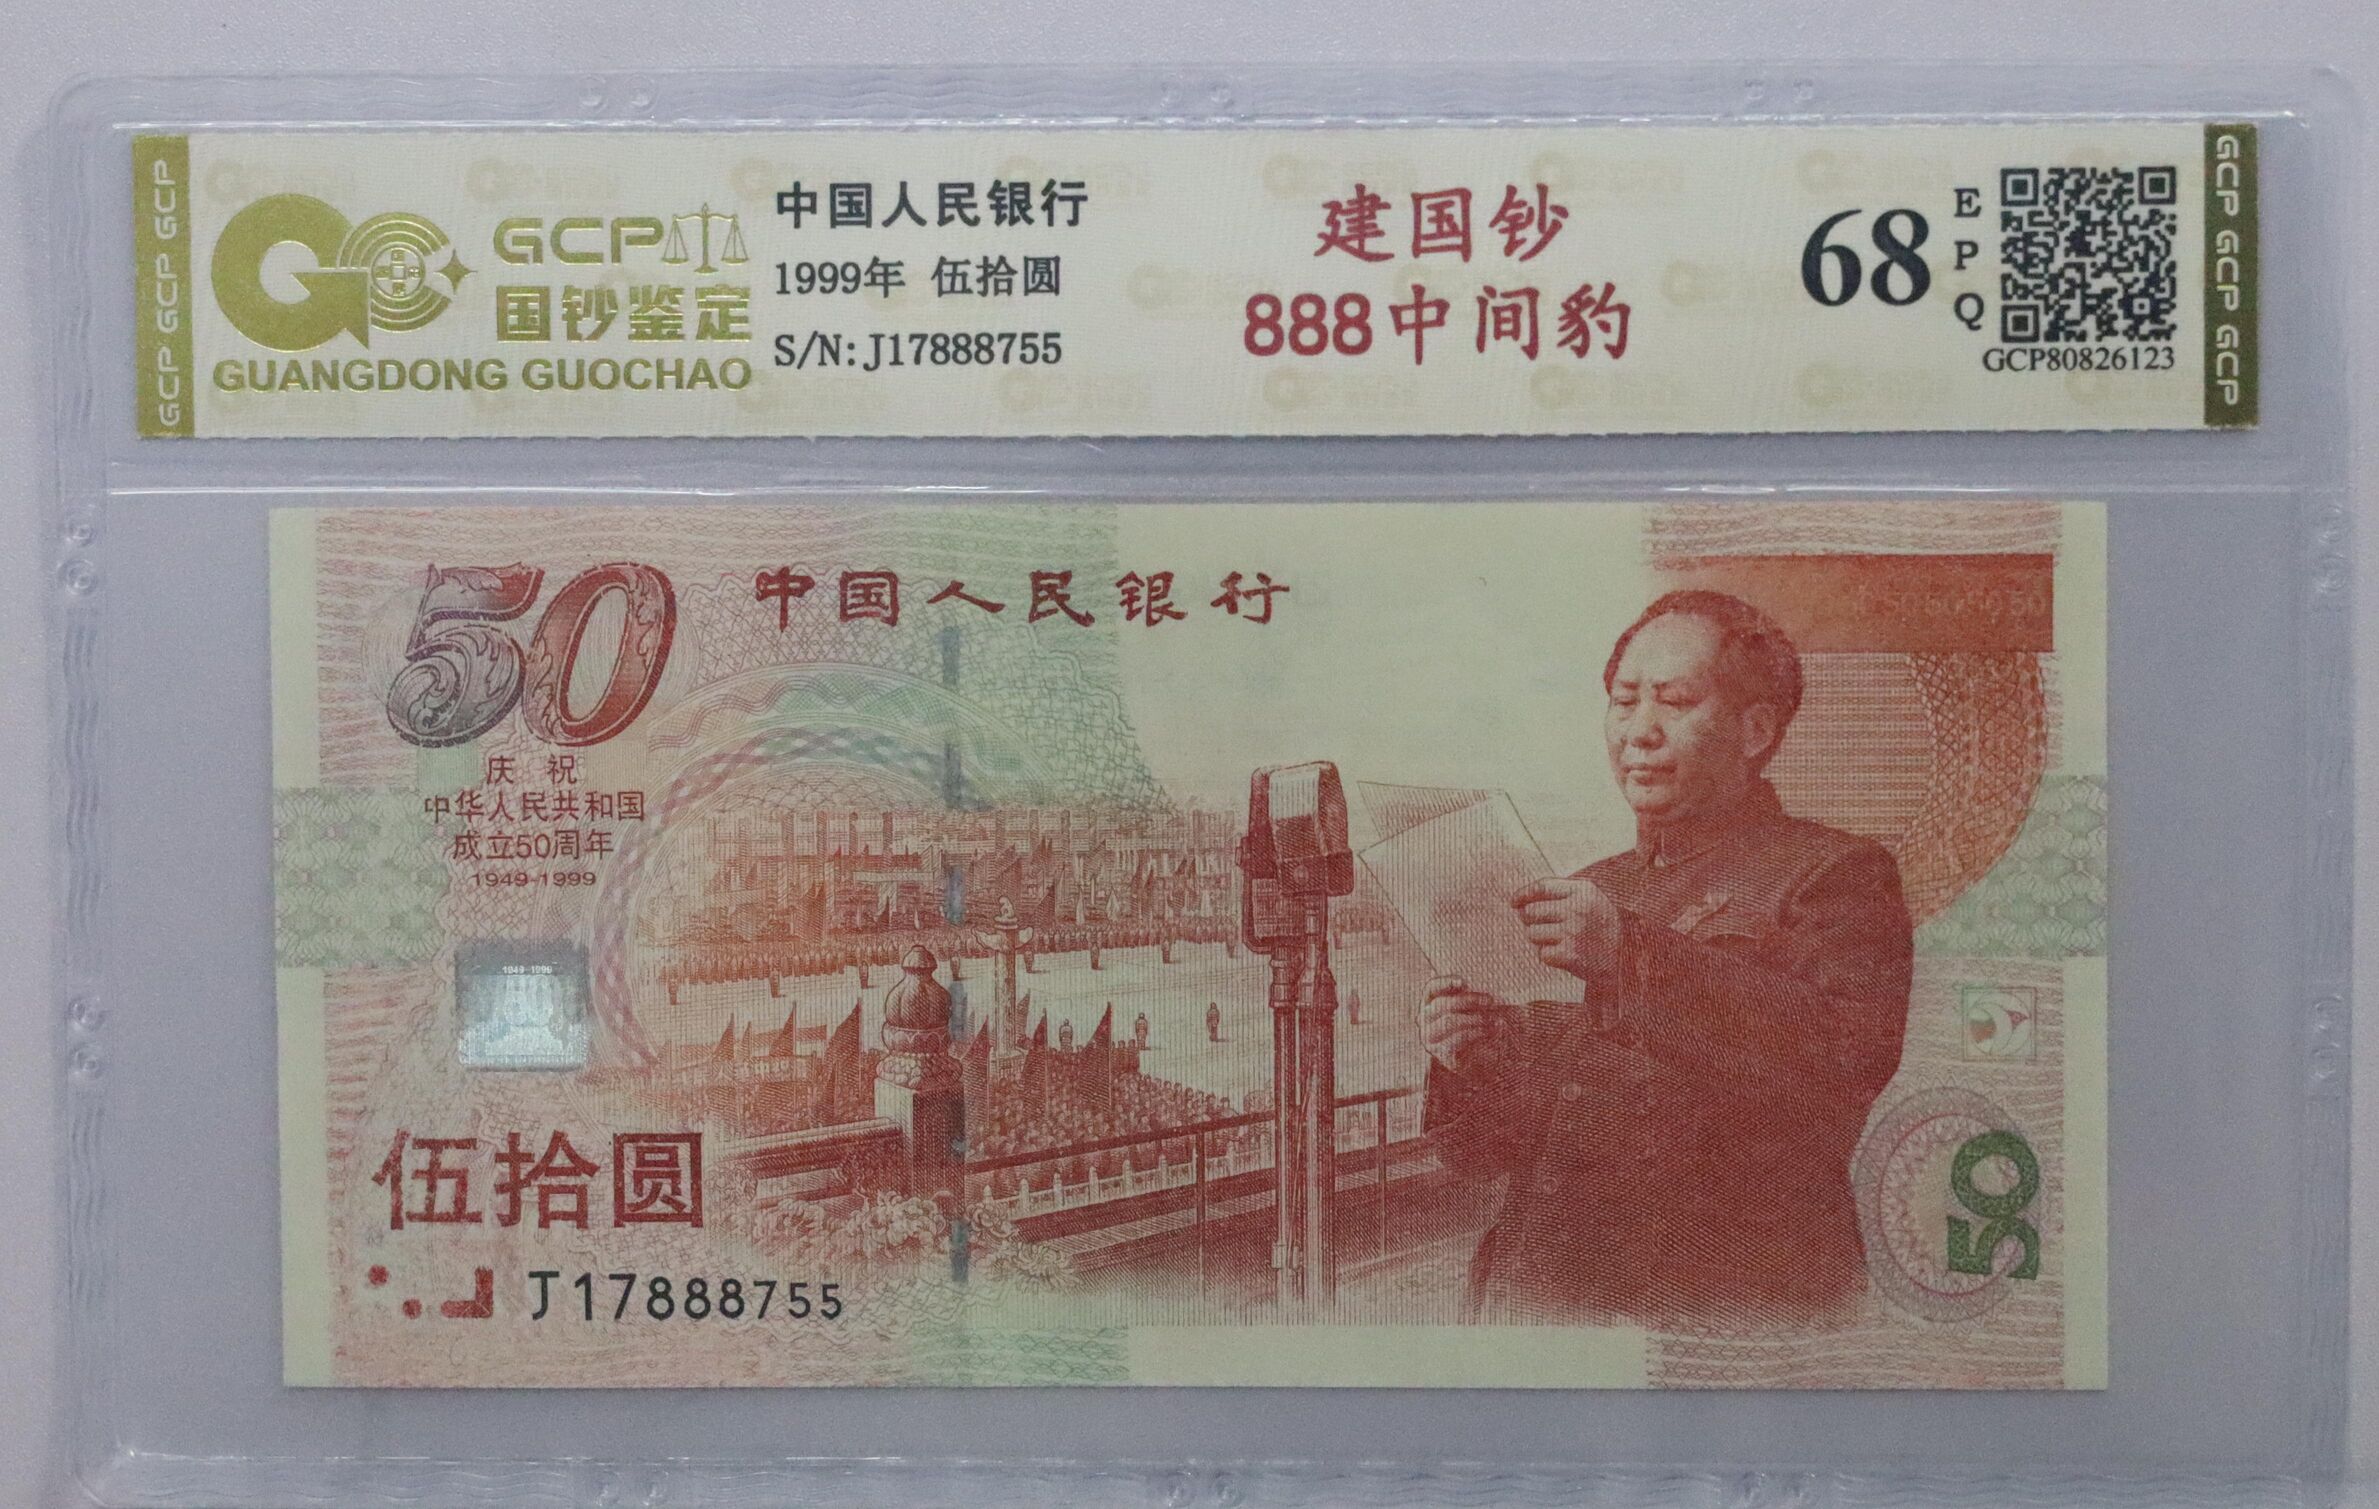 GCP GCP GCP
GCP
国钞鉴定
GUANGDONG GUOCHAO
中国人民银行
1999年 伍拾圆
S/N: J17888755
建国钞
888中间豹
68
E
P
Q
GCP80826123
GCP GCP GCP
50
中国人民银行
庆祝
中华人民共和国
成立50周年
1949-1999
1949-1999
伍拾圆
J17888755
50